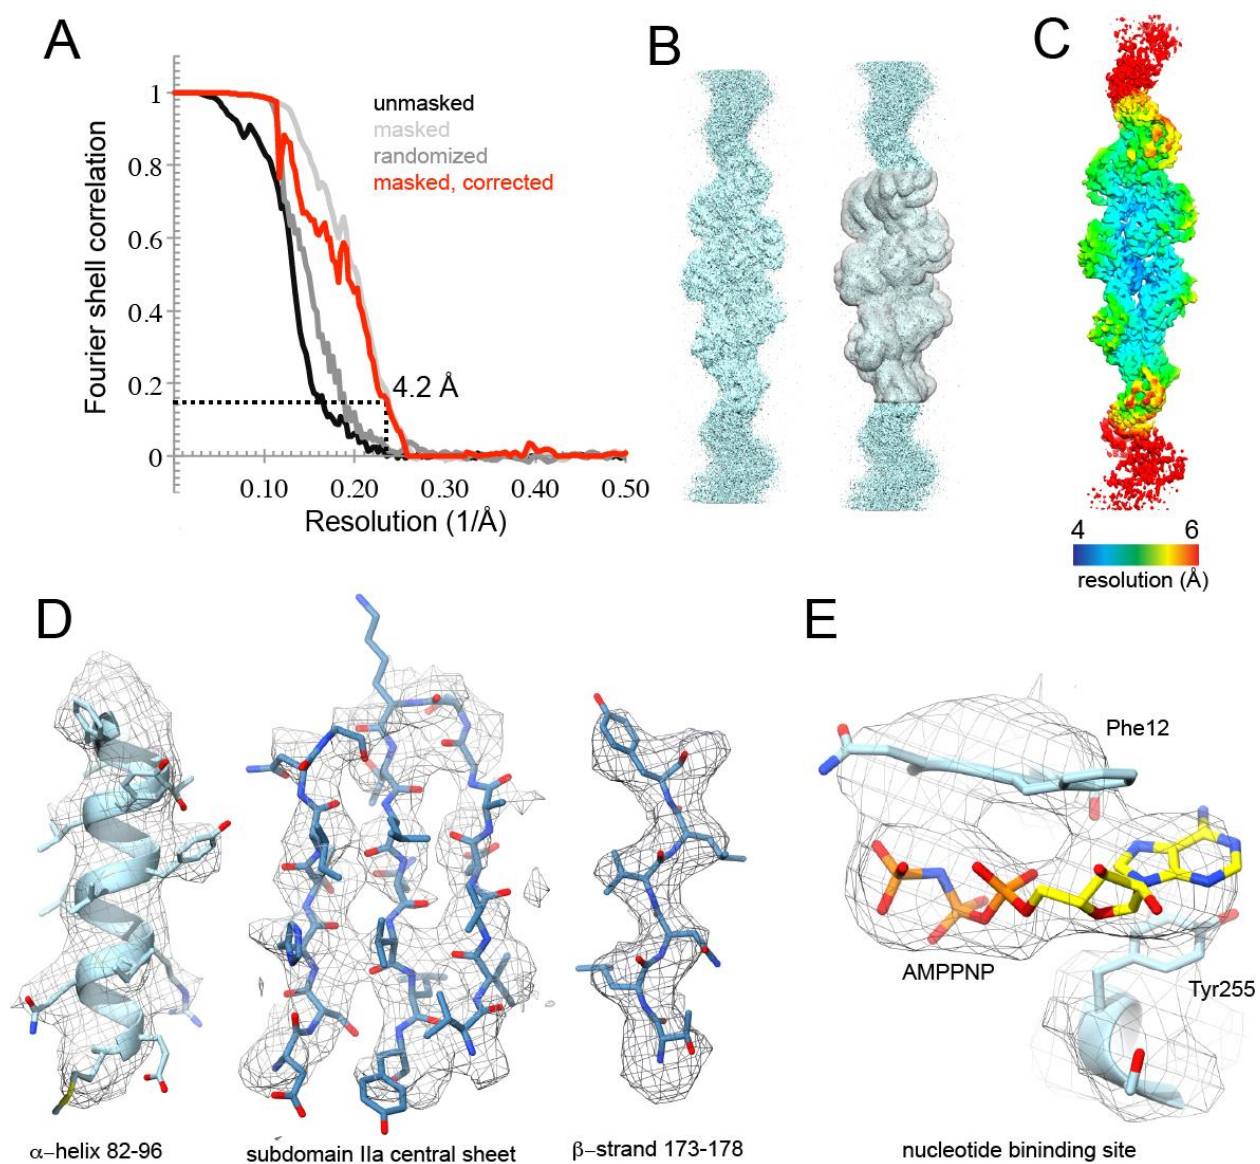 A
B
C
Fourier shell correlation
1
0.8
0.6
0.4
0.2
0
unmasked
masked
randomized
masked, corrected
4.2 Å
0.10 0.20 0.30 0.40 0.50
Resolution (1/Å)
4 6
resolution (Å)
D
E
Phe12
AMPPNP
Tyr255
α-helix 82-96
subdomain IIa central sheet
β-strand 173-178
nucleotide bininding site